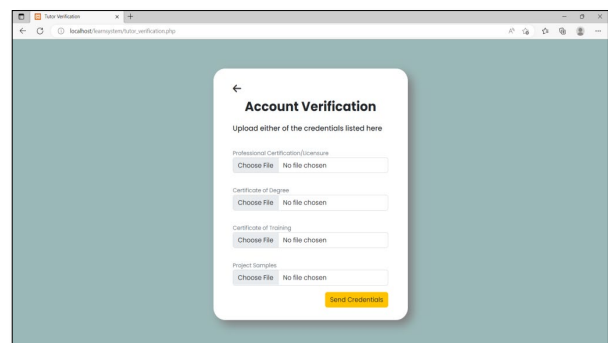 Tutor Verification
localhost/learnsystem/tutor_verification.php
Account Verification
Upload either of the credentials listed here
Professional Certification/Licensure
Choose File No file chosen
Certificate of Degree
Choose File No file chosen
Certificate of Training
Choose File No file chosen
Project Samples
Choose File No file chosen
Send Credentials